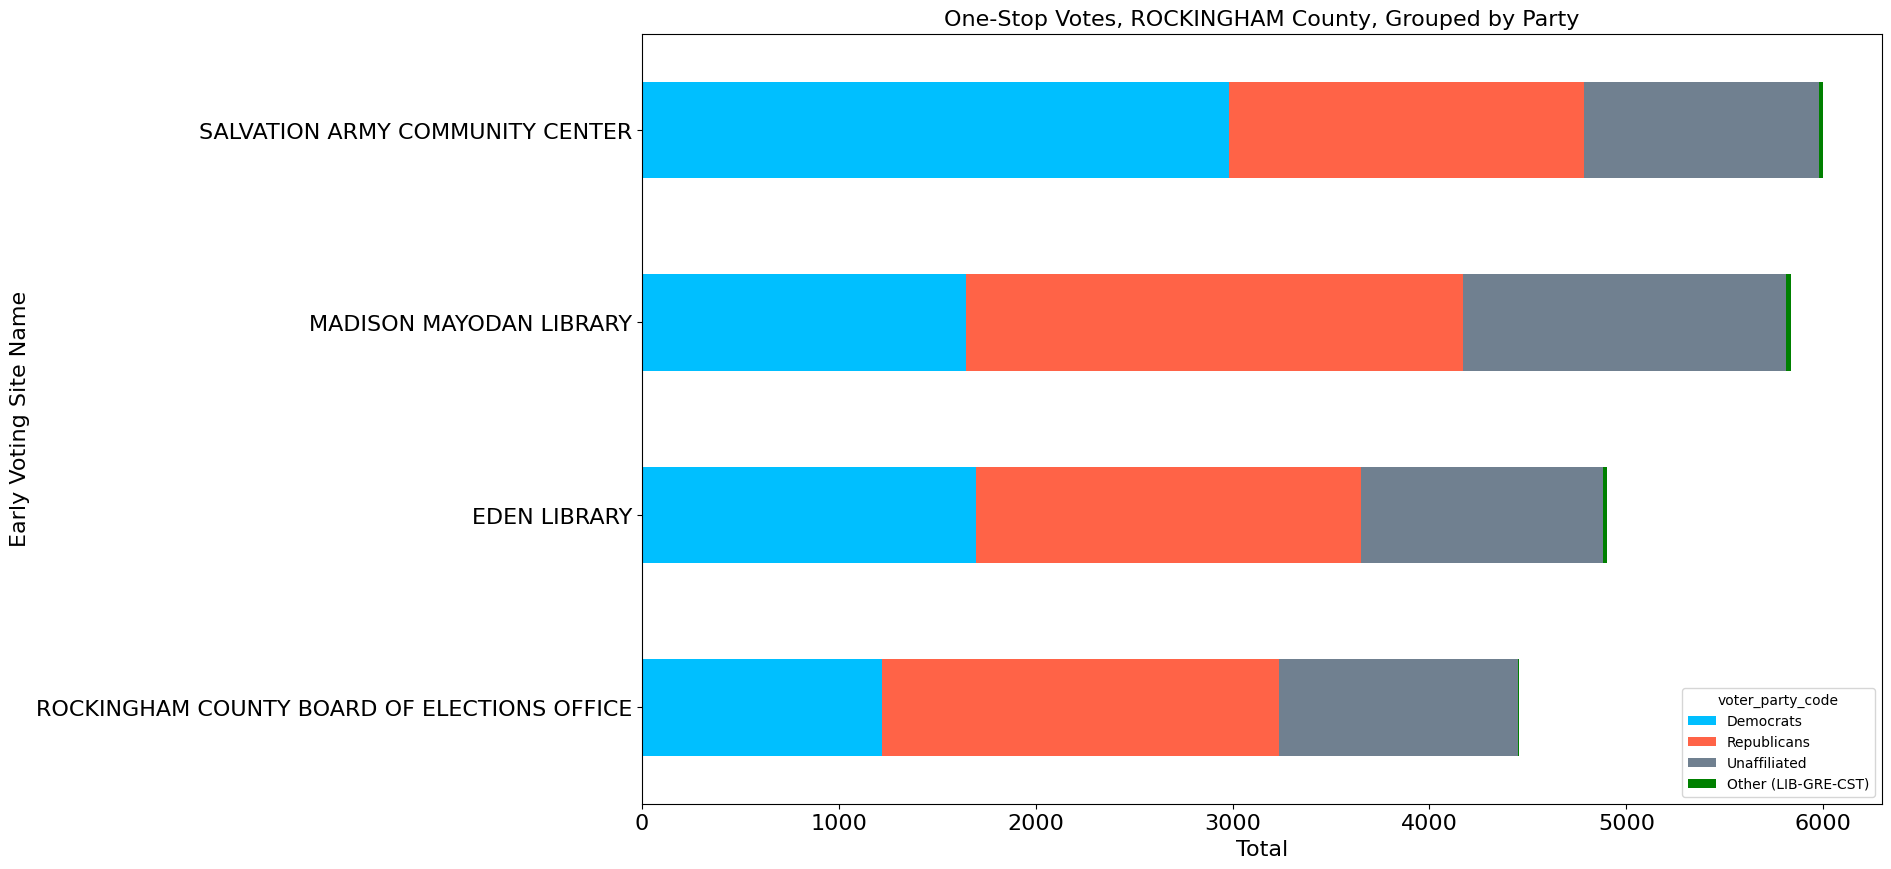 One-Stop Votes, ROCKINGHAM County, Grouped by Party
Early Voting Site Name
SALVATION ARMY COMMUNITY CENTER
MADISON MAYODAN LIBRARY
EDEN LIBRARY
ROCKINGHAM COUNTY BOARD OF ELECTIONS OFFICE
voter_party_code
Democrats
Republicans
Unaffiliated
Other (LIB-GRE-CST)
0 1000 2000 3000 4000 5000 6000
Total